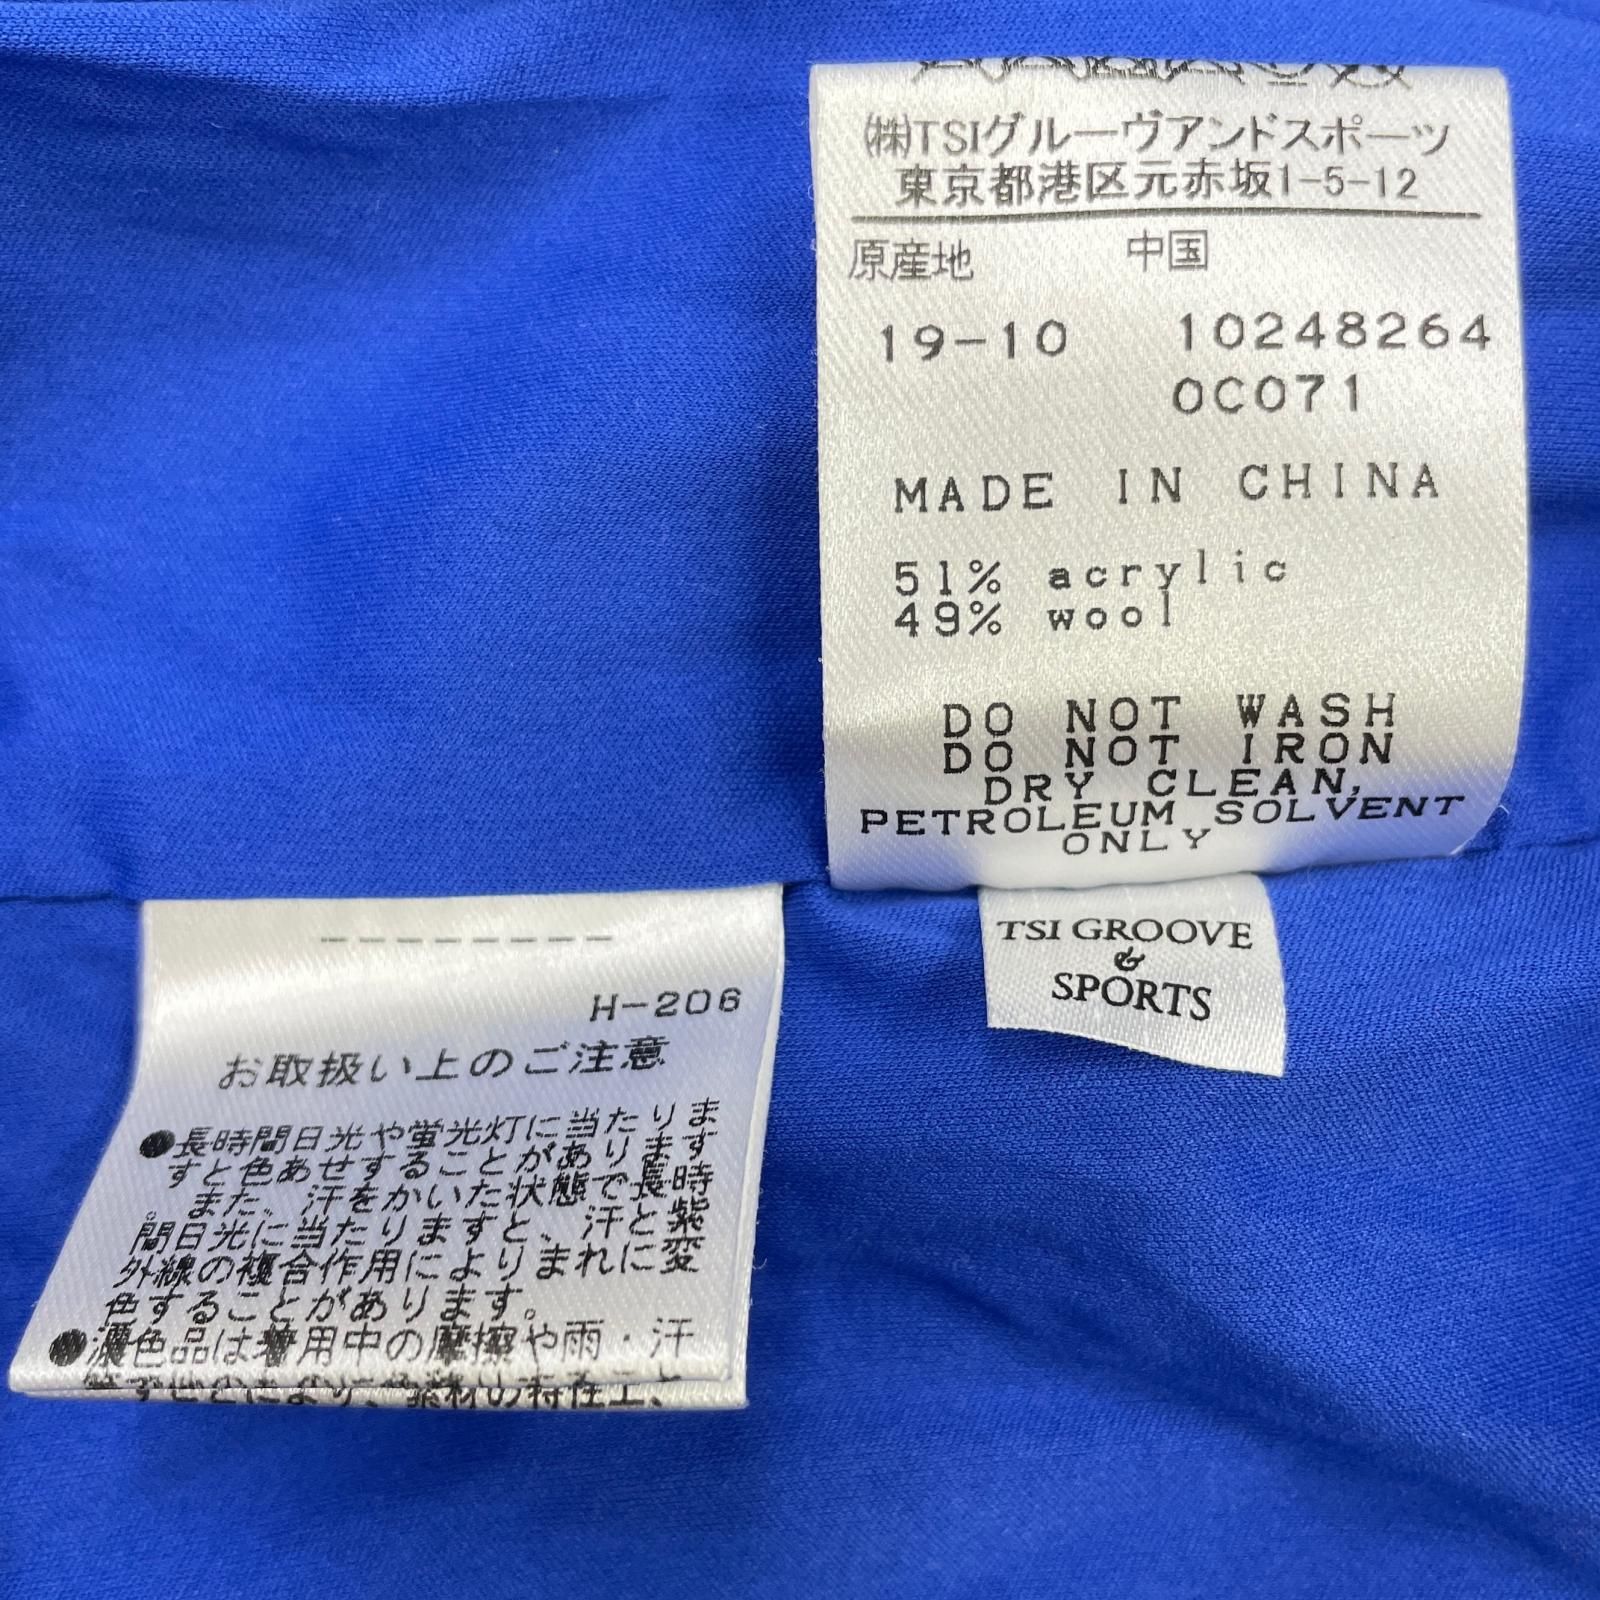 ㈱TSIグルーヴアンドスポーツ
東京都港区元赤坂1-5-12
原産地 中国
19-10 10248264
0C071
MADE IN CHINA
51% acrylic
49% wool
DO NOT WASH
DO NOT IRON
DRY CLEAN,
PETROLEUM SOLVENT
ONLY
TSI GROOVE
&
SPORTS
--------
H-206
お取扱い上のご注意
●長時間日光や蛍光灯に当たりま
すと色あせすることがあります
。また、汗をかいた状態で長時
間日光に当たりますと、汗と紫
外線の複合作用によりまれに変
色することがあります。
●濃色品は着用中の摩擦や雨・汗